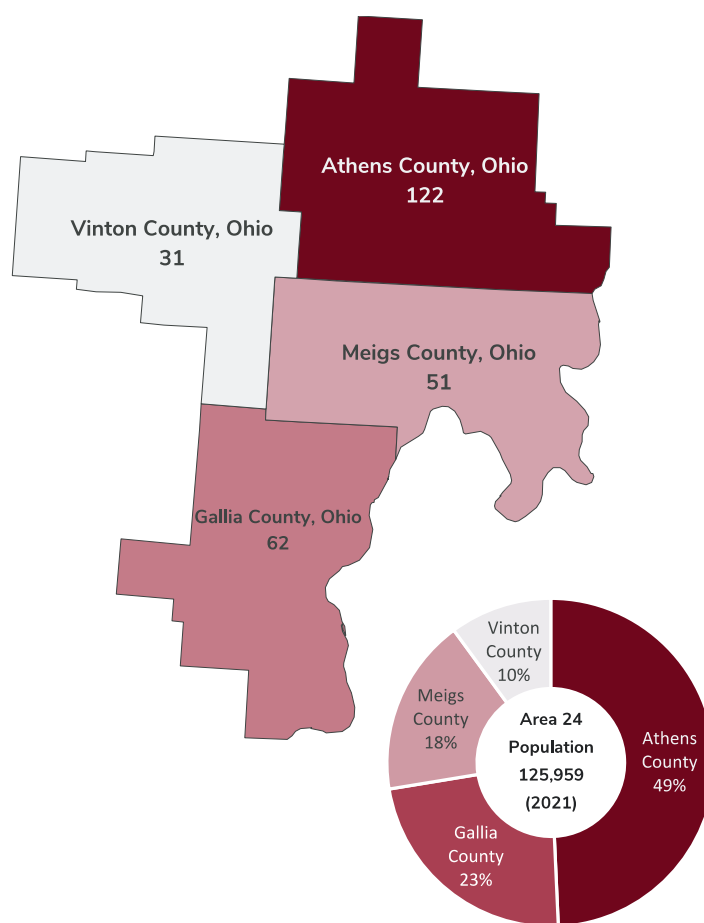 Athens County, Ohio
122
Vinton County, Ohio
31
Meigs County, Ohio
51
Gallia County, Ohio
62
Vinton
County
10%
Meigs
County
18%
Area 24
Population
125,959
(2021)
Athens
County
49%
Gallia
County
23%